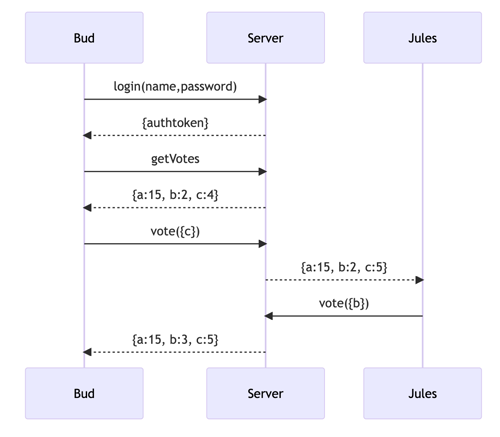 Bud Server Jules
login(name,password)
{authtoken}
getVotes
{a:15, b:2, c:4}
vote({c})
{a:15, b:2, c:5}
vote({b})
{a:15, b:3, c:5}
Bud Server Jules